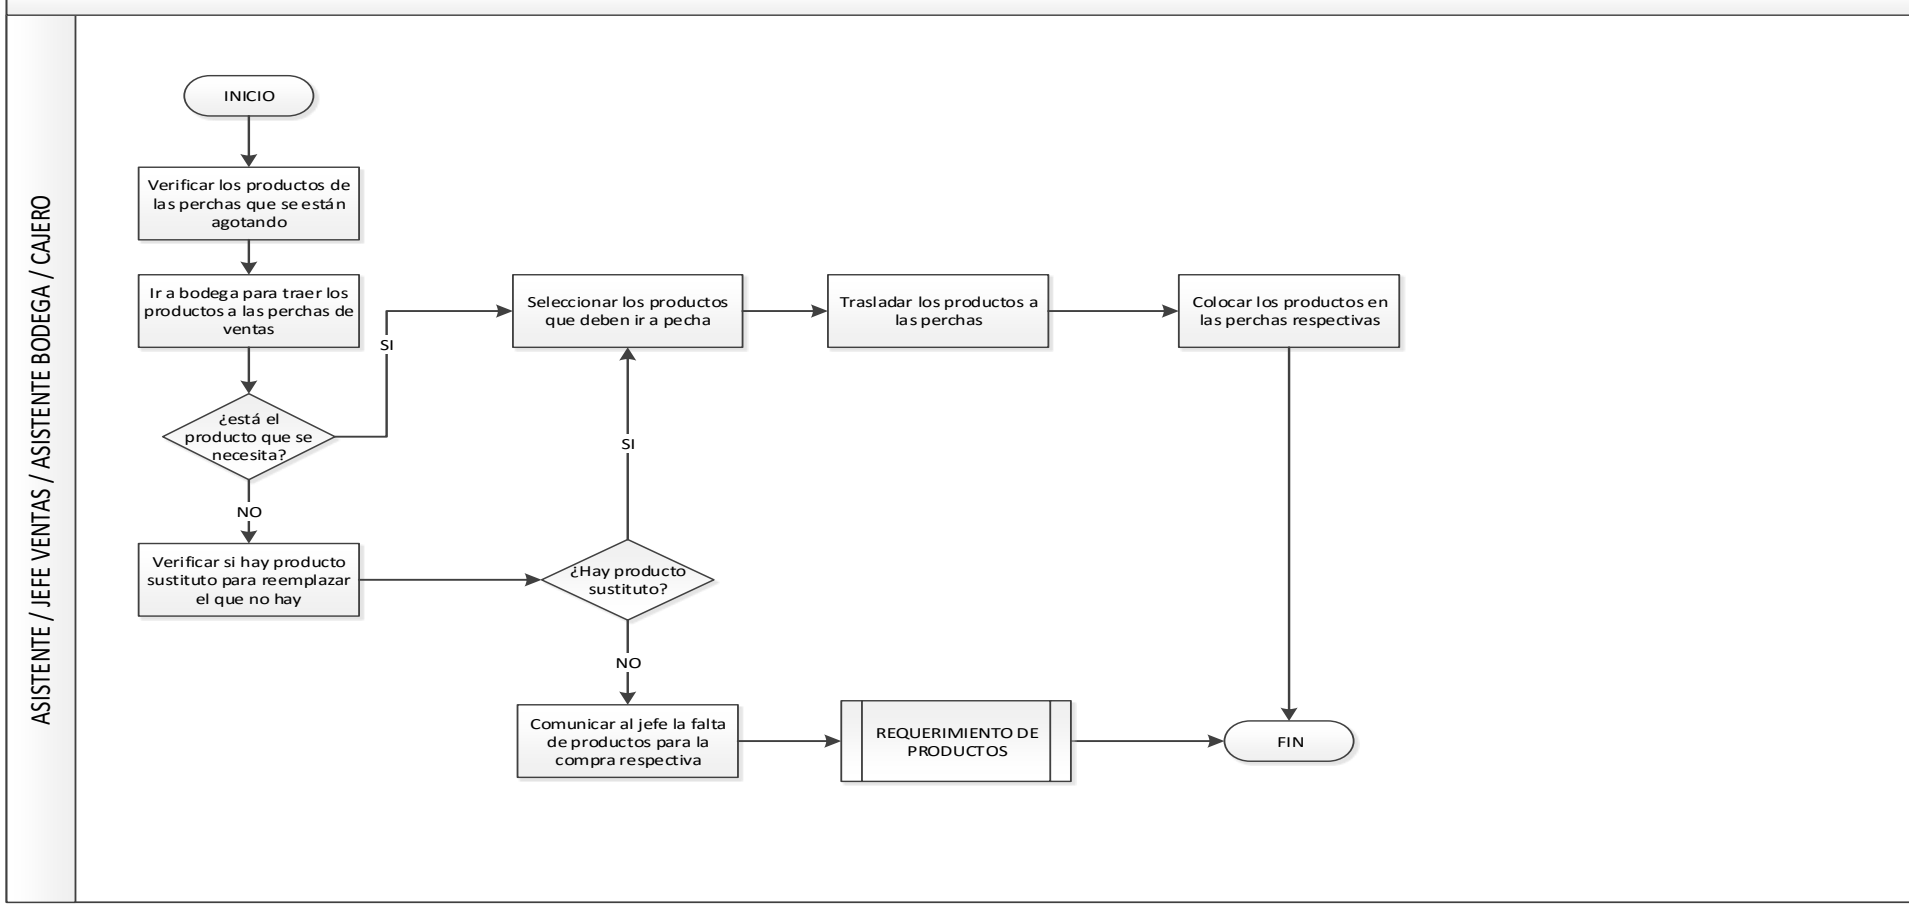 ASISTENTE / JEFE VENTAS / ASISTENTE BODEGA / CAJERO
INICIO
Verificar los productos de
las perchas que se están
agotando
Ir a bodega para traer los
productos a las perchas de
ventas
SI
¿está el
producto que se
necesita?
NO
Verificar si hay producto
sustituto para reemplazar
el que no hay
Seleccionar los productos
que deben ir a pecha
Trasladar los productos a
las perchas
Colocar los productos en
las perchas respectivas
SI
¿Hay producto
sustituto?
NO
Comunicar al jefe la falta
de productos para la
compra respectiva
REQUERIMIENTO DE
PRODUCTOS
FIN